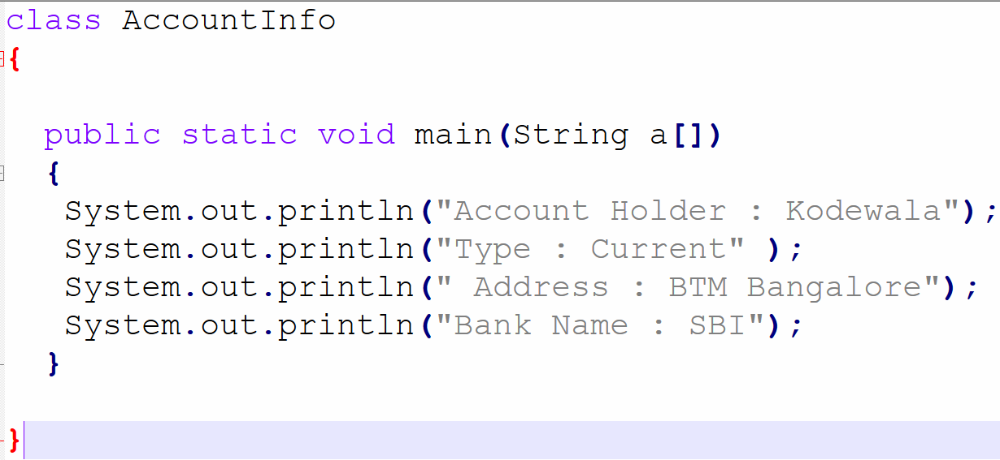 class AccountInfo
{
public static void main(String a[])
{
System.out.println("Account Holder : Kodewala");
System.out.println("Type : Current" );
System.out.println(" Address : BTM Bangalore");
System.out.println("Bank Name : SBI");
}
}